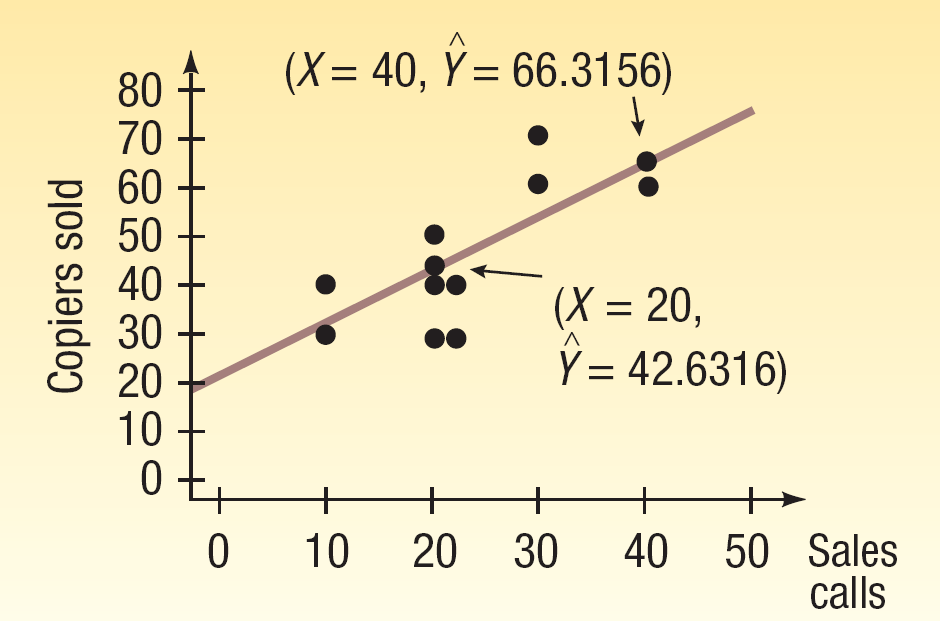 (X = 40, Ŷ = 66.3156)
80
70
60
50
40
30
20
10
0
Copiers sold
(X = 20,
Ŷ = 42.6316)
0 10 20 30 40 50
Sales
calls